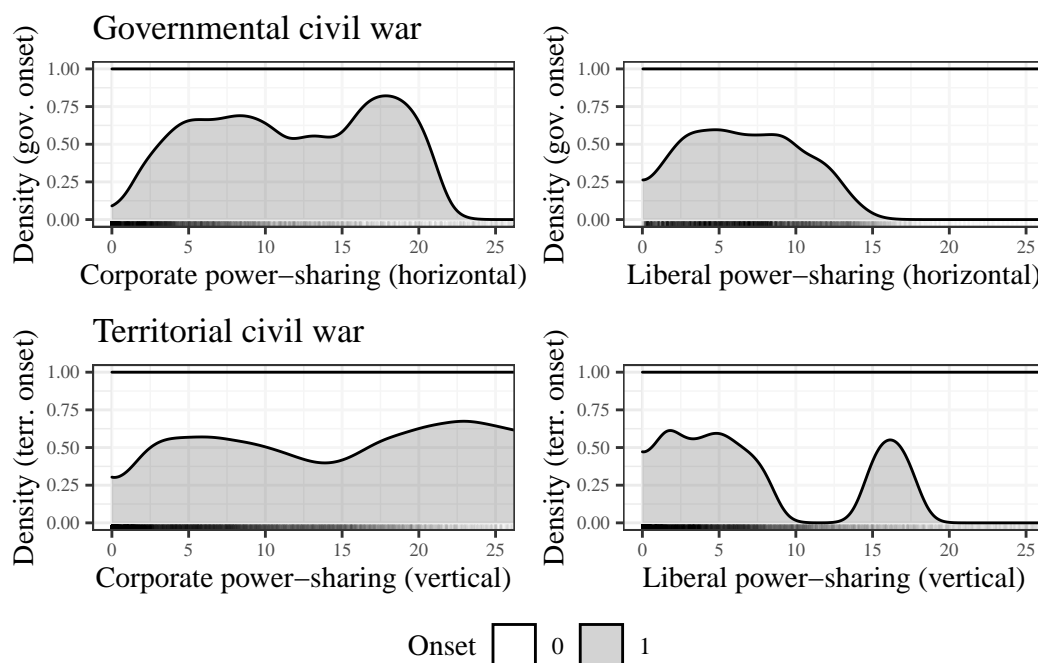 Governmental civil war
Density (gov. onset)
1.00
0.75
0.50
0.25
0.00
0 5 10 15 20 25
Corporate power−sharing (horizontal)
Density (gov. onset)
1.00
0.75
0.50
0.25
0.00
0 5 10 15 20 25
Liberal power−sharing (horizontal)
Territorial civil war
Density (terr. onset)
1.00
0.75
0.50
0.25
0.00
0 5 10 15 20 25
Corporate power−sharing (vertical)
Density (terr. onset)
1.00
0.75
0.50
0.25
0.00
0 5 10 15 20 25
Liberal power−sharing (vertical)
Onset 0 1